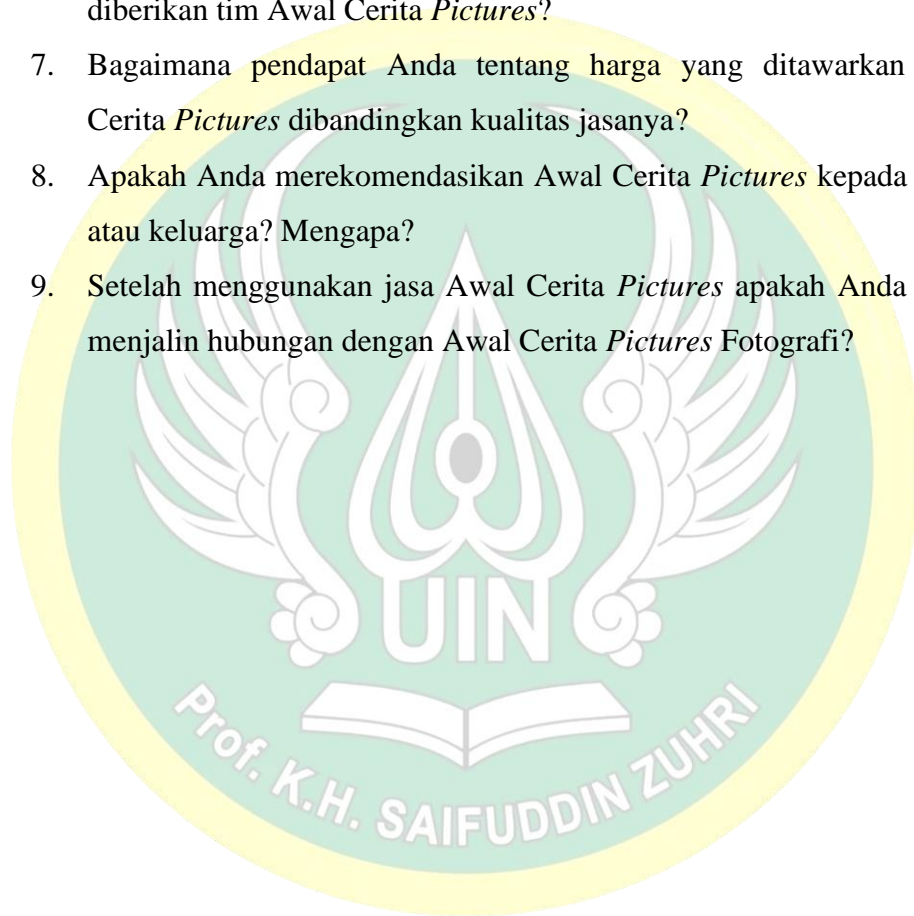 diberikan tim Awal Cerita Pictures?
7. Bagaimana pendapat Anda tentang harga yang ditawarkan
Cerita Pictures dibandingkan kualitas jasanya?
8. Apakah Anda merekomendasikan Awal Cerita Pictures kepada
atau keluarga? Mengapa?
9. Setelah menggunakan jasa Awal Cerita Pictures apakah Anda
menjalin hubungan dengan Awal Cerita Pictures Fotografi?
UIN
Prof. K.H. SAIFUDDIN ZUHRI